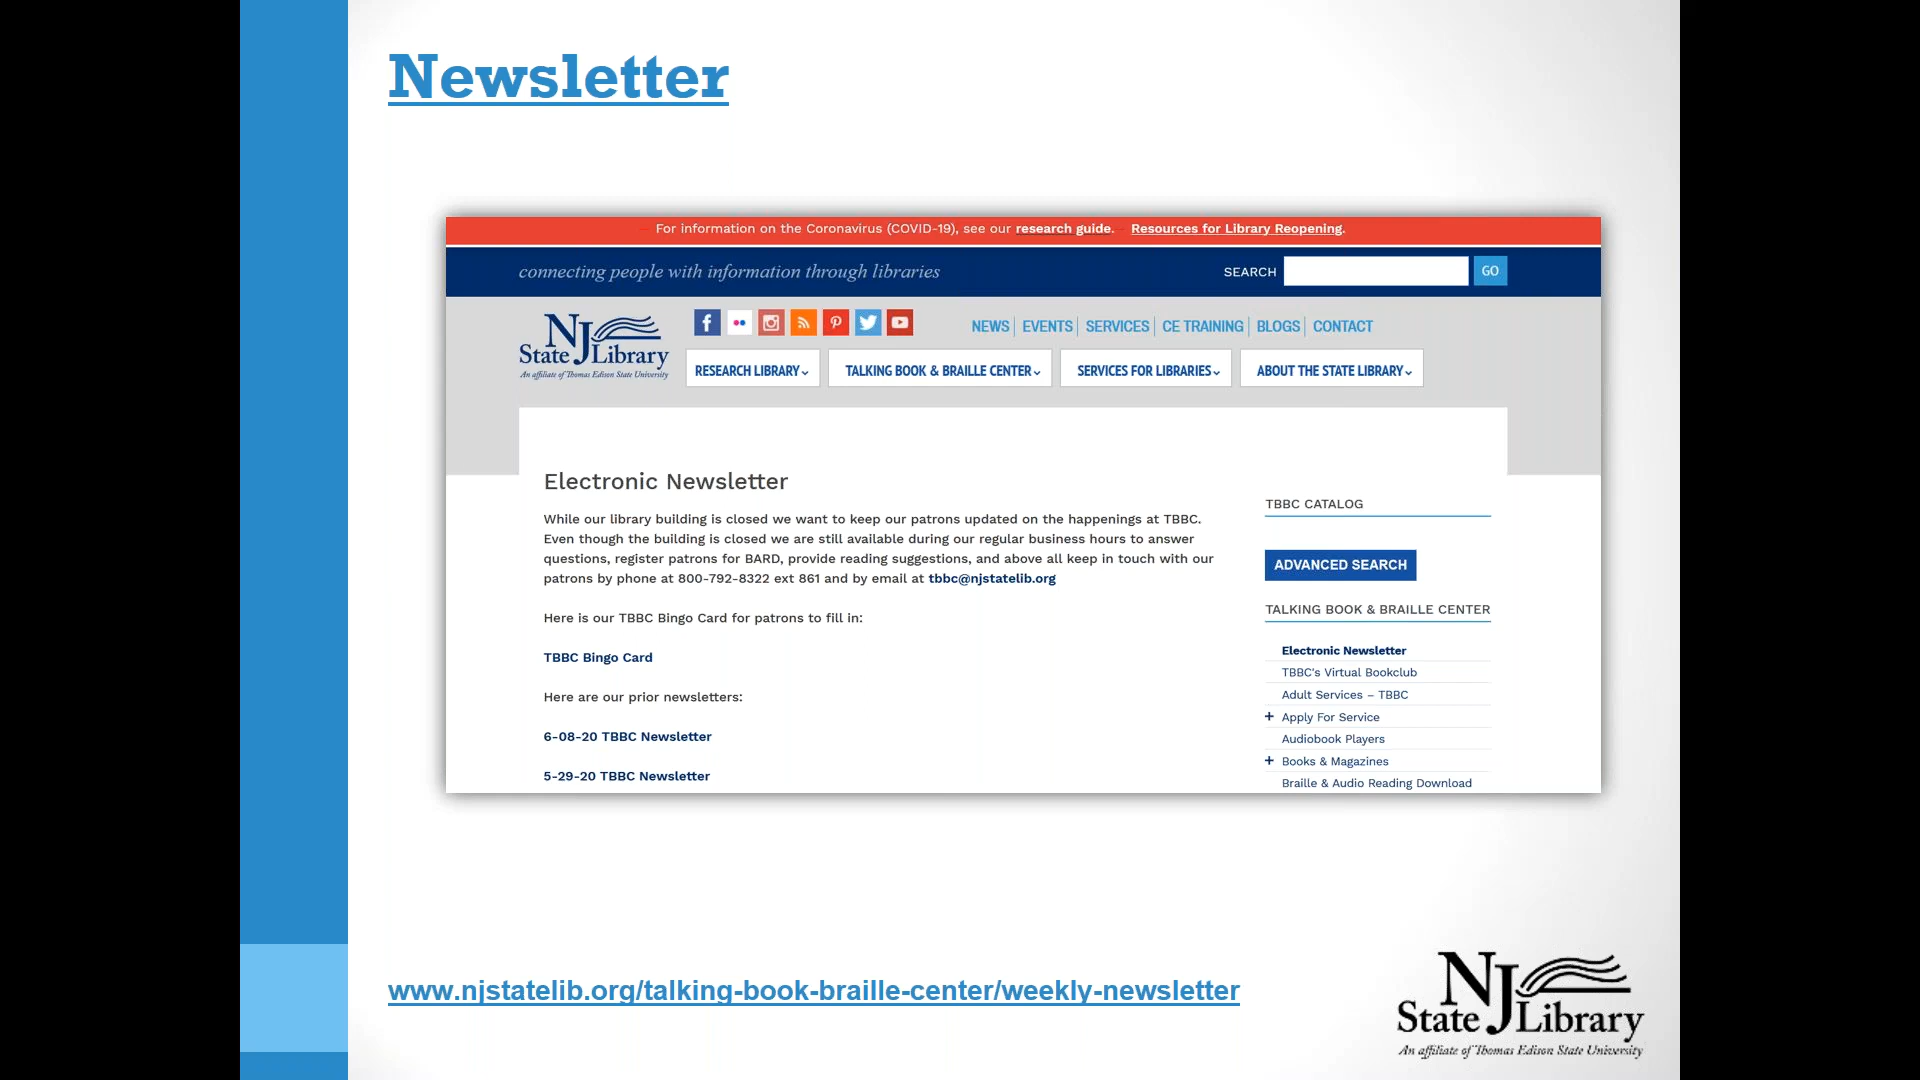 Newsletter
For information on the Coronavirus (COVID-19), see our research guide. - Resources for Library Reopening.
connecting people with information through libraries
SEARCH
GO
NJ
State Library
An affiliate of Thomas Edison State University
NEWS
EVENTS
SERVICES
CE TRAINING
BLOGS
CONTACT
RESEARCH LIBRARY
TALKING BOOK & BRAILLE CENTER
SERVICES FOR LIBRARIES
ABOUT THE STATE LIBRARY
Electronic Newsletter
While our library building is closed we want to keep our patrons updated on the happenings at TBBC.
Even though the building is closed we are still available during our regular business hours to answer
questions, register patrons for BARD, provide reading suggestions, and above all keep in touch with our
patrons by phone at 800-792-8322 ext 861 and by email at tbbc@njstatelib.org
Here is our TBBC Bingo Card for patrons to fill in:
TBBC Bingo Card
Here are our prior newsletters:
6-08-20 TBBC Newsletter
5-29-20 TBBC Newsletter
TBBC CATALOG
ADVANCED SEARCH
TALKING BOOK & BRAILLE CENTER
Electronic Newsletter
TBBC's Virtual Bookclub
Adult Services – TBBC
+ Apply For Service
Audiobook Players
+ Books & Magazines
Braille & Audio Reading Download
www.njstatelib.org/talking-book-braille-center/weekly-newsletter
NJ
State Library
An affiliate of Thomas Edison State University